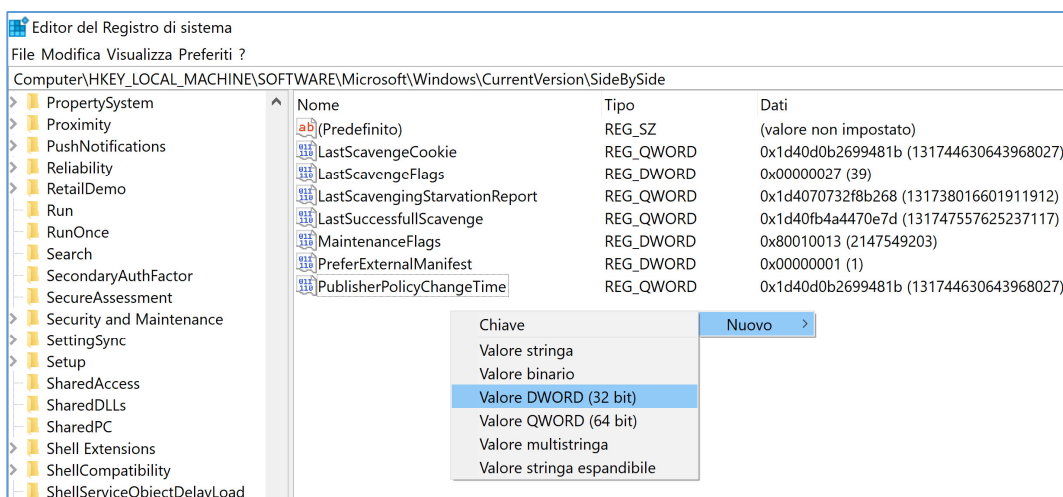 Editor del Registro di sistema
File Modifica Visualizza Preferiti ?
Computer\HKEY_LOCAL_MACHINE\SOFTWARE\Microsoft\Windows\CurrentVersion\SideBySide
PropertySystem
Proximity
PushNotifications
Reliability
RetailDemo
Run
RunOnce
Search
SecondaryAuthFactor
SecureAssessment
Security and Maintenance
SettingSync
Setup
SharedAccess
SharedDLLs
SharedPC
Shell Extensions
ShellCompatibility
ShellServiceObjectDelayLoad
Nome Tipo Dati
(Predefinito) REG_SZ (valore non impostato)
LastScavengeCookie REG_QWORD 0x1d40d0b2699481b (131744630643968027)
LastScavengeFlags REG_DWORD 0x00000027 (39)
LastScavengingStarvationReport REG_QWORD 0x1d4070732f8b268 (131738016601911912)
LastSuccessfullScavenge REG_QWORD 0x1d40fb4a4470e7d (131747557625237117)
MaintenanceFlags REG_DWORD 0x80010013 (2147549203)
PreferExternalManifest REG_DWORD 0x00000001 (1)
PublisherPolicyChangeTime REG_QWORD 0x1d40d0b2699481b (131744630643968027)
Chiave Nuovo
Valore stringa
Valore binario
Valore DWORD (32 bit)
Valore QWORD (64 bit)
Valore multistringa
Valore stringa espandibile